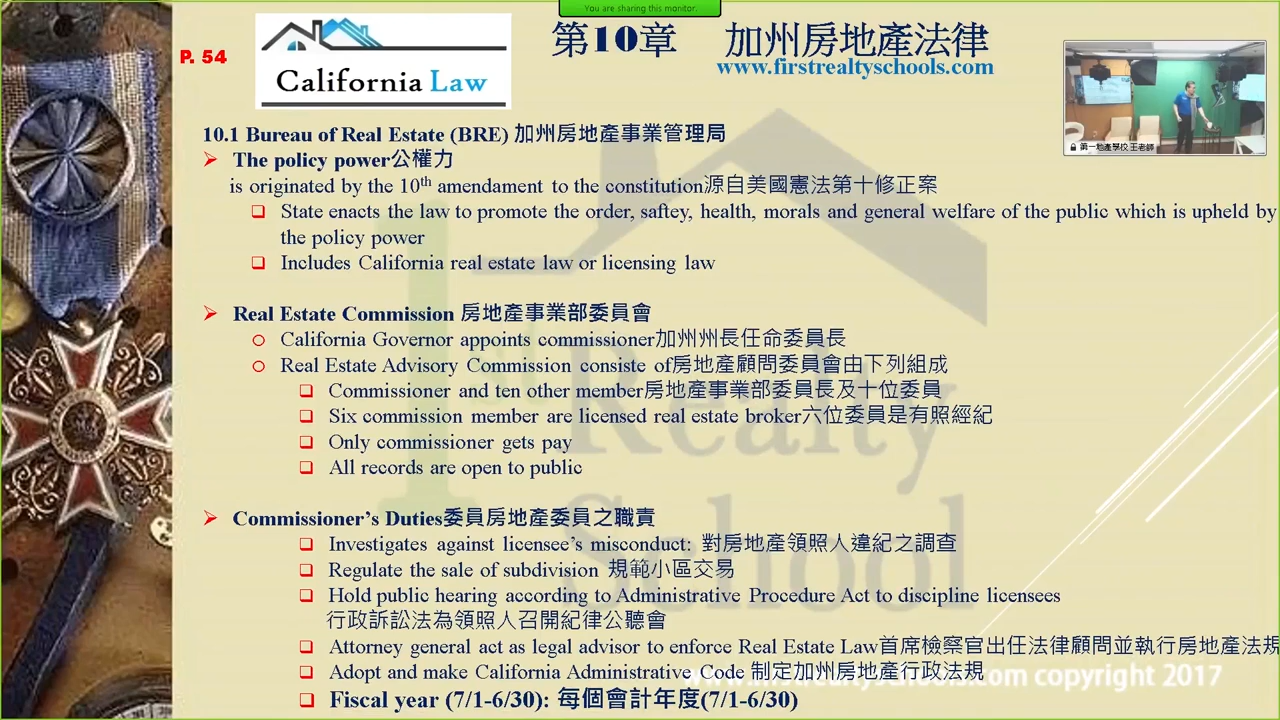 You are sharing this monitor.
P. 54
California Law
第10章 加州房地產法律
www.firstrealtyschools.com
第一地產學校 王老師
10.1 Bureau of Real Estate (BRE) 加州房地產事業管理局
The policy power公權力
is originated by the 10th amendament to the constitution源自美國憲法第十修正案
State enacts the law to promote the order, saftey, health, morals and general welfare of the public which is upheld by
the policy power
Includes California real estate law or licensing law
Real Estate Commission 房地產事業部委員會
California Governor appoints commissioner加州州長任命委員長
Real Estate Advisory Commission consiste of房地產顧問委員會由下列組成
Commissioner and ten other member房地產事業部委員長及十位委員
Six commission member are licensed real estate broker六位委員是有照經紀
Only commissioner gets pay
All records are open to public
Commissioner's Duties委員房地產委員之職責
Investigates against licensee's misconduct: 對房地產領照人違紀之調查
Regulate the sale of subdivision 規範小區交易
Hold public hearing according to Administrative Procedure Act to discipline licensees
行政訴訟法為領照人召開紀律公聽會
Attorney general act as legal advisor to enforce Real Estate Law首席檢察官出任法律顧問並執行房地產法規
Adopt and make California Administrative Code 制定加州房地產行政法規
Fiscal year (7/1-6/30): 每個會計年度(7/1-6/30)
Realty
School
.com copyright 2017